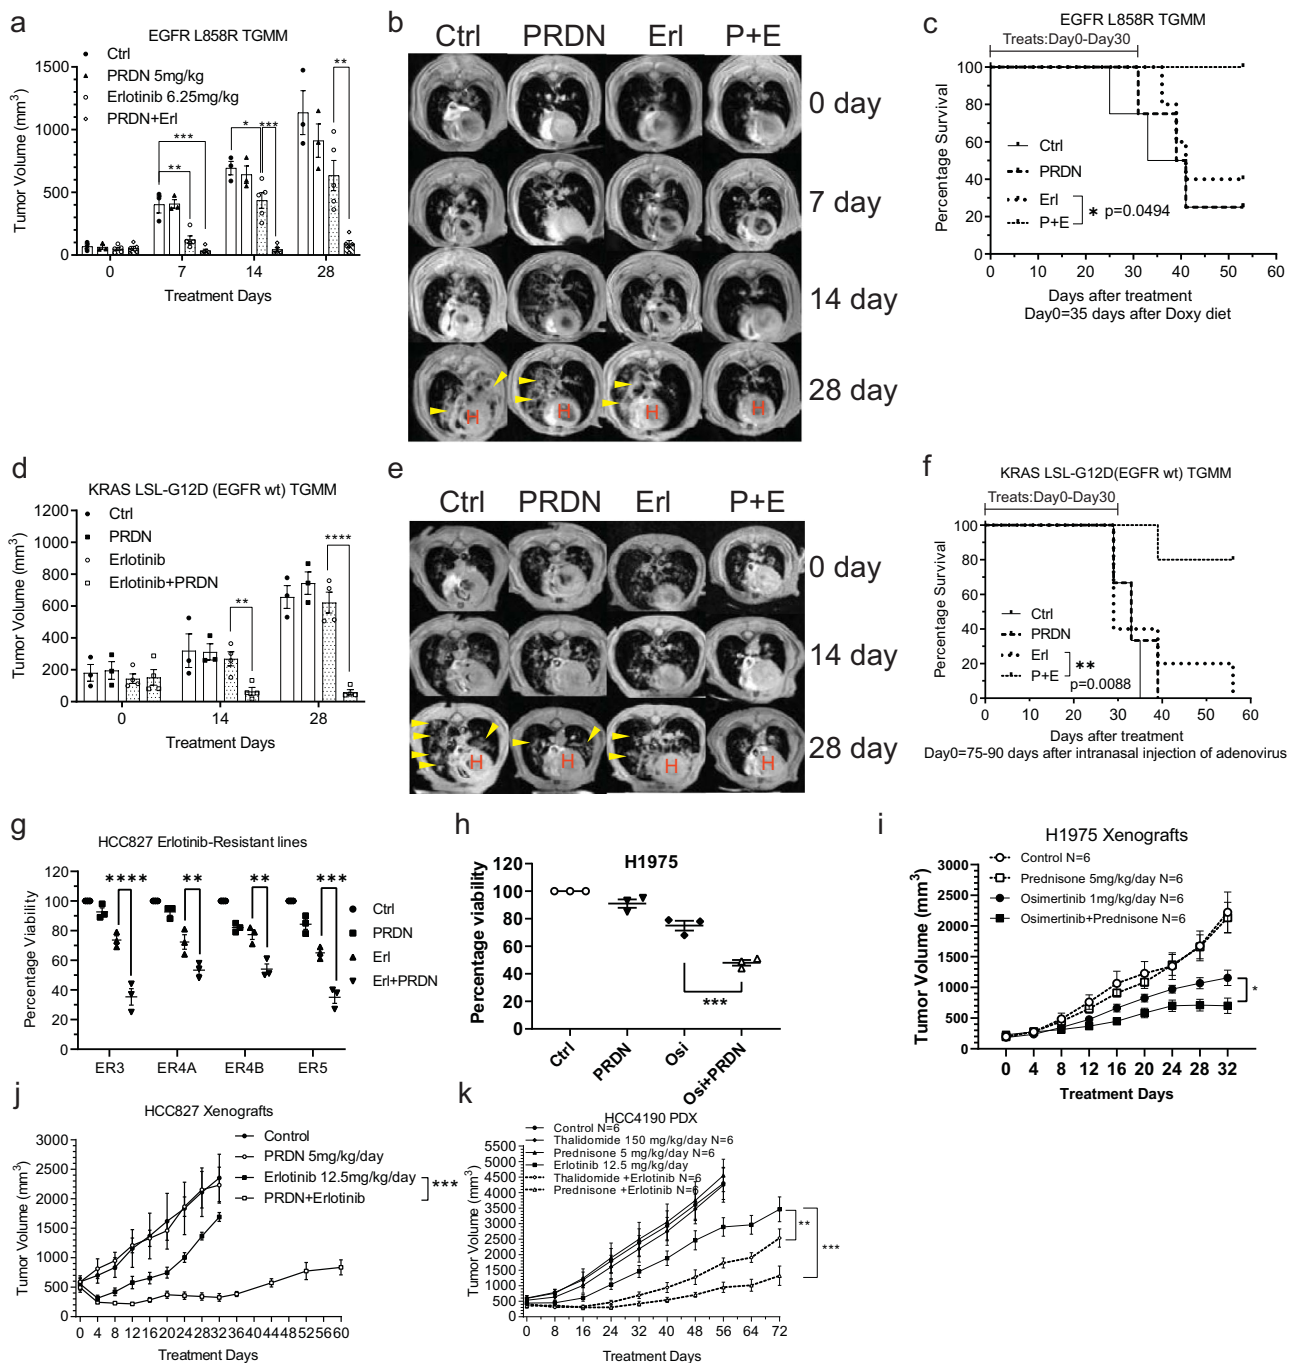 a
EGFR L858R TGMM
Ctrl
PRDN 5mg/kg
Erlotinib 6.25mg/kg
PRDN+Erl
Tumor Volume (mm³)
1500
1000
500
0
** *** ** * ***
0 7 14 28
Treatment Days
b
Ctrl PRDN Erl P+E
0 day
7 day
14 day
28 day
H H H H
c
EGFR L858R TGMM
Treats:Day0-Day30
Percentage Survival
100
80
60
40
20
0
Ctrl
PRDN
Erl
P+E
* p=0.0494
0 10 20 30 40 50 60
Days after treatment
Day0=35 days after Doxy diet
d
KRAS LSL-G12D (EGFR wt) TGMM
Ctrl
PRDN
Erlotinib
Erlotinib+PRDN
Tumor Volume (mm³)
1200
1000
800
600
400
200
0
** ****
0 14 28
Treatment Days
e
Ctrl PRDN Erl P+E
0 day
14 day
28 day
H H H H
f
KRAS LSL-G12D(EGFR wt) TGMM
Treats:Day0-Day30
Percentage Survival
100
80
60
40
20
0
Ctrl
PRDN
Erl
P+E
**
p=0.0088
0 10 20 30 40 50 60
Days after treatment
Day0=75-90 days after intranasal injection of adenovirus
g
HCC827 Erlotinib-Resistant lines
Percentage Viability
120
100
80
60
40
20
0
**** ** ** ***
Ctrl
PRDN
Erl
Erl+PRDN
ER3 ER4A ER4B ER5
h
H1975
Percentage viability
120
100
80
60
40
20
0
***
Ctrl PRDN Osi Osi+PRDN
i
H1975 Xenografts
Control N=6
Prednisone 5mg/kg/day N=6
Osimertinib 1mg/kg/day N=6
Osimertinib+Prednisone N=6
Tumor Volume (mm³)
3000
2500
2000
1500
1000
500
0
*
0 4 8 12 16 20 24 28 32
Treatment Days
j
HCC827 Xenografts
Control
PRDN 5mg/kg/day
Erlotinib 12.5mg/kg/day
PRDN+Erlotinib
***
Tumor Volume (mm³)
3000
2500
2000
1500
1000
500
0
0 4 8 12 16 20 24 28 32 36 40 44 48 52 56 60
Treatment Days
k
HCC4190 PDX
Control N=6
Thalidomide 150 mg/kg/day N=6
Prednisone 5 mg/kg/day N=6
Erlotinib 12.5 mg/kg/day
Thalidomide +Erlotinib N=6
Prednisone +Erlotinib N=6
Tumor Volume (mm³)
5500
5000
4500
4000
3500
3000
2500
2000
1500
1000
500
0
** ***
0 8 16 24 32 40 48 56 64 72
Treatment Days